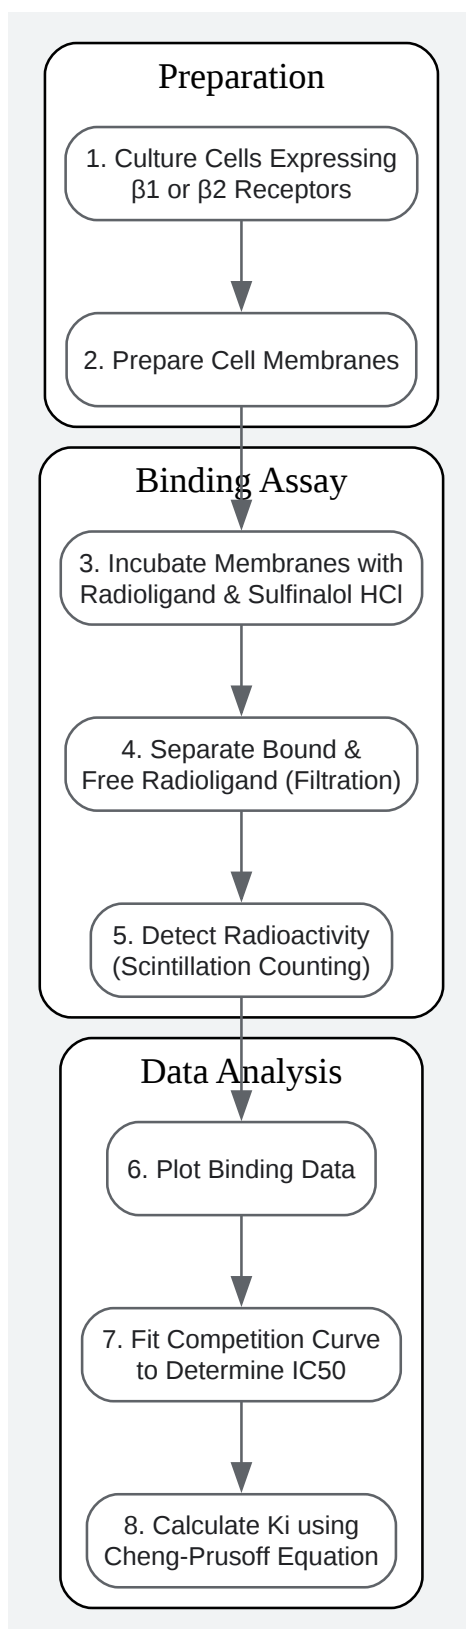 Preparation
1. Culture Cells Expressing
β1 or β2 Receptors
2. Prepare Cell Membranes
Binding Assay
3. Incubate Membranes with
Radioligand & Sulfinalol HCl
4. Separate Bound &
Free Radioligand (Filtration)
5. Detect Radioactivity
(Scintillation Counting)
Data Analysis
6. Plot Binding Data
7. Fit Competition Curve
to Determine IC50
8. Calculate Ki using
Cheng-Prusoff Equation